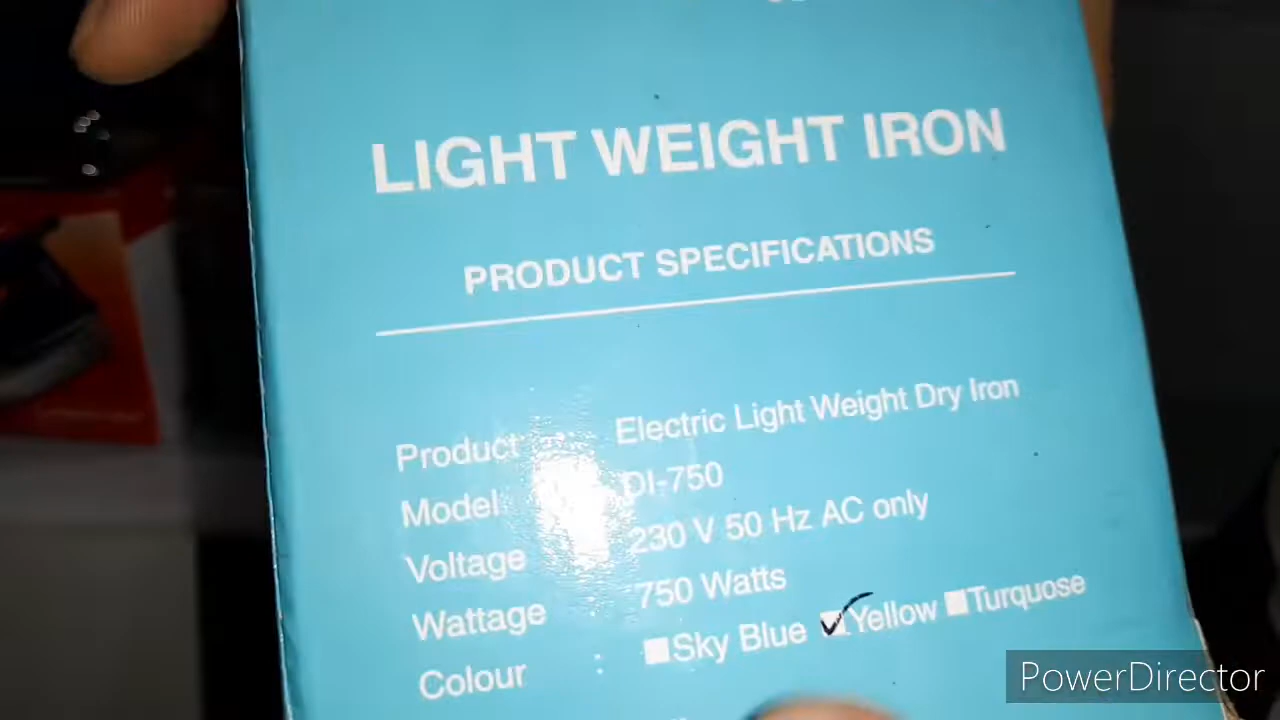 LIGHT WEIGHT IRON
PRODUCT SPECIFICATIONS
Product : Electric Light Weight Dry Iron
Model DI-750
Voltage 230 V 50 Hz AC only
Wattage 750 Watts
Colour : Sky Blue Yellow Turquose
PowerDirector